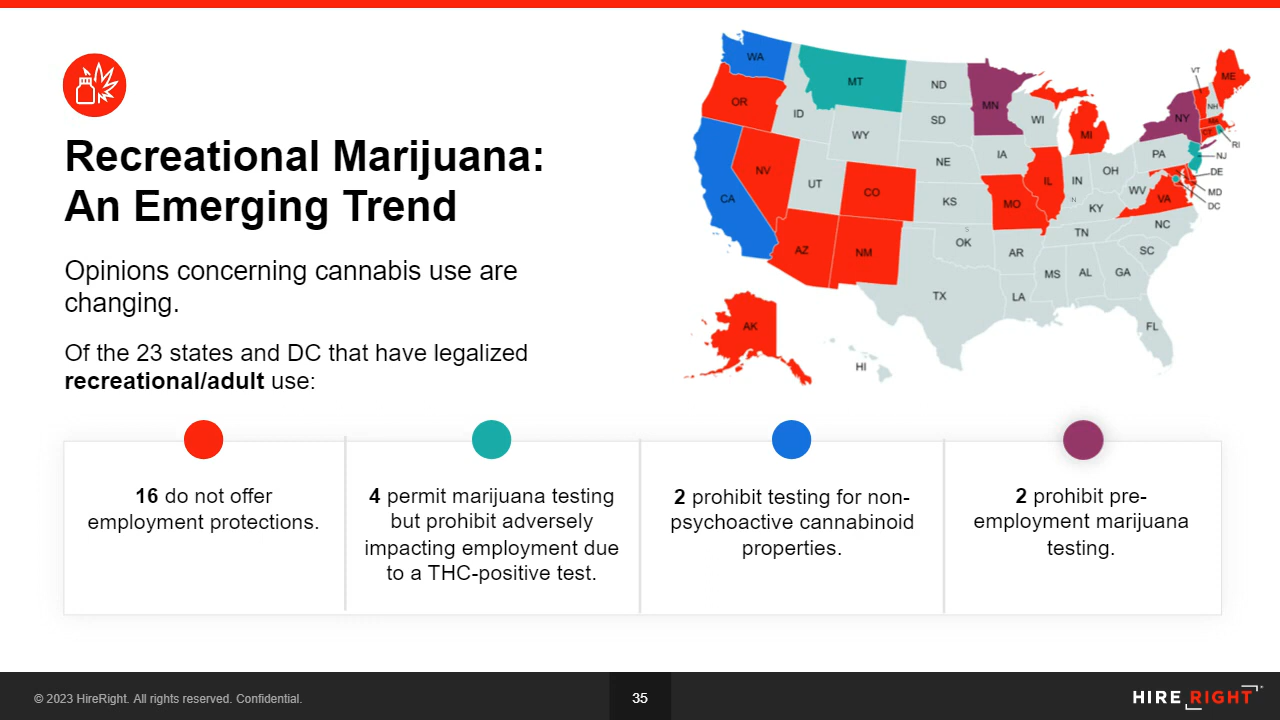 Recreational Marijuana:
An Emerging Trend
Opinions concerning cannabis use are
changing.
Of the 23 states and DC that have legalized
recreational/adult use:
WA
OR
CA
NV
ID
MT
WY
UT
AZ
CO
NM
ND
SD
NE
KS
OK
S
TX
MN
IA
MO
AR
LA
WI
IL
MI
IN
N
OH
KY
TN
MS
AL
GA
FL
SC
NC
VA
WV
PA
NY
VT
NH
ME
MA
CT
RI
NJ
DE
MD
DC
AK
HI
16 do not offer
employment protections.
4 permit marijuana testing
but prohibit adversely
impacting employment due
to a THC-positive test.
2 prohibit testing for non-
psychoactive cannabinoid
properties.
2 prohibit pre-
employment marijuana
testing.
© 2023 HireRight. All rights reserved. Confidential.
35
HIRE RIGHT